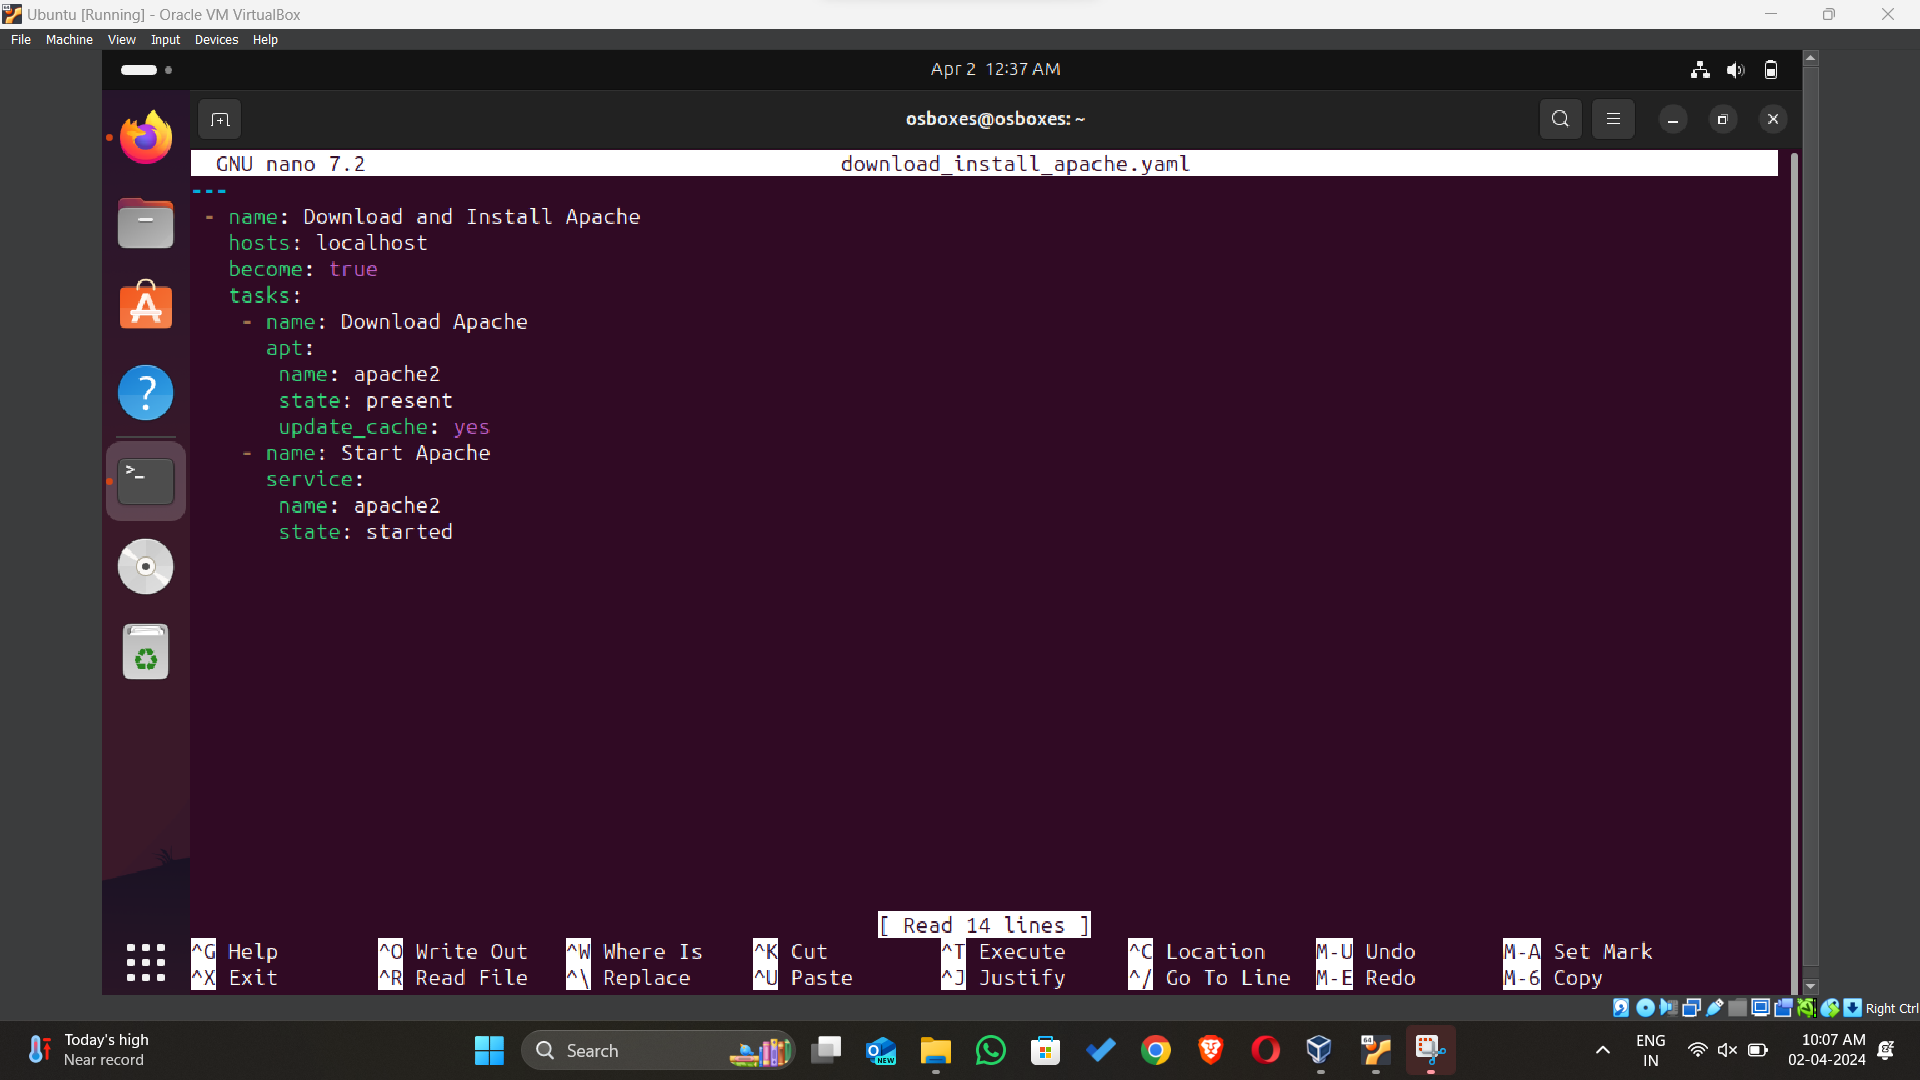 Ubuntu [Running] - Oracle VM VirtualBox
File Machine View Input Devices Help
Apr 2 12:37 AM
osboxes@osboxes: ~
GNU nano 7.2 download_install_apache.yaml
---
 - name: Download and Install Apache
   hosts: localhost
   become: true
   tasks:
    - name: Download Apache
      apt:
       name: apache2
       state: present
       update_cache: yes
    - name: Start Apache
      service:
       name: apache2
       state: started
[ Read 14 lines ]
^G Help ^O Write Out ^W Where Is ^K Cut ^T Execute ^C Location M-U Undo M-A Set Mark
^X Exit ^R Read File ^\ Replace ^U Paste ^J Justify ^/ Go To Line M-E Redo M-6 Copy
Right Ctrl
Today's high
Near record
Search
NEW
64
ENG
IN
10:07 AM
02-04-2024